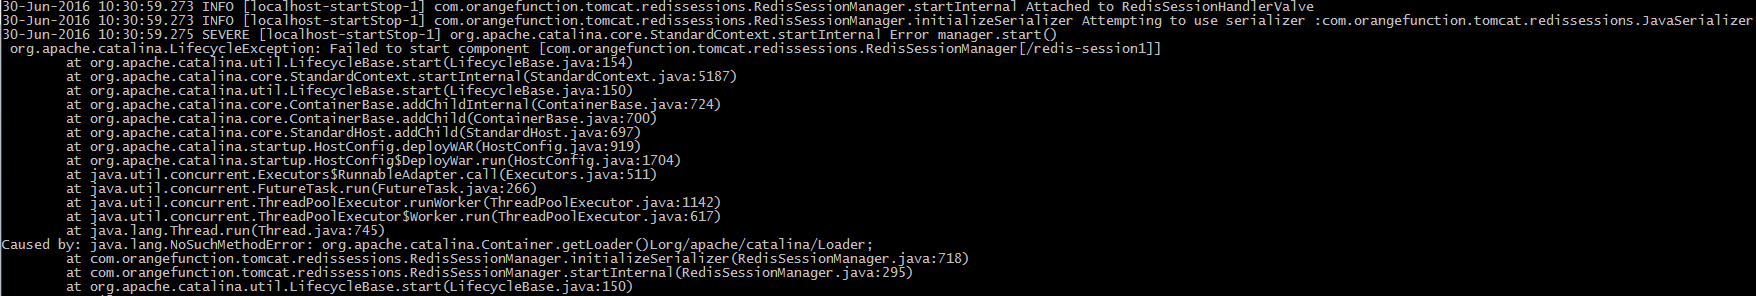 30-Jun-2016 10:30:59.273 INFO [localhost-startStop-1] com.orangefunction.tomcat.redissessions.RedisSessionManager.startInternal Attached to RedisSessionHandlerValve
30-Jun-2016 10:30:59.273 INFO [localhost-startStop-1] com.orangefunction.tomcat.redissessions.RedisSessionManager.initializeSerializer Attempting to use serializer :com.orangefunction.tomcat.redissessions.JavaSerializer
30-Jun-2016 10:30:59.275 SEVERE [localhost-startStop-1] org.apache.catalina.core.StandardContext.startInternal Error manager.start()
org.apache.catalina.LifecycleException: Failed to start component [com.orangefunction.tomcat.redissessions.RedisSessionManager[/redis-session1]]
at org.apache.catalina.util.LifecycleBase.start(LifecycleBase.java:154)
at org.apache.catalina.core.StandardContext.startInternal(StandardContext.java:5187)
at org.apache.catalina.util.LifecycleBase.start(LifecycleBase.java:150)
at org.apache.catalina.core.ContainerBase.addChildInternal(ContainerBase.java:724)
at org.apache.catalina.core.ContainerBase.addChild(ContainerBase.java:700)
at org.apache.catalina.core.StandardHost.addChild(StandardHost.java:697)
at org.apache.catalina.startup.HostConfig.deployWAR(HostConfig.java:919)
at org.apache.catalina.startup.HostConfig$DeployWar.run(HostConfig.java:1704)
at java.util.concurrent.Executors$RunnableAdapter.call(Executors.java:511)
at java.util.concurrent.FutureTask.run(FutureTask.java:266)
at java.util.concurrent.ThreadPoolExecutor.runWorker(ThreadPoolExecutor.java:1142)
at java.util.concurrent.ThreadPoolExecutor$Worker.run(ThreadPoolExecutor.java:617)
at java.lang.Thread.run(Thread.java:745)
Caused by: java.lang.NoSuchMethodError: org.apache.catalina.Container.getLoader()Lorg/apache/catalina/Loader;
at com.orangefunction.tomcat.redissessions.RedisSessionManager.initializeSerializer(RedisSessionManager.java:718)
at com.orangefunction.tomcat.redissessions.RedisSessionManager.startInternal(RedisSessionManager.java:295)
at org.apache.catalina.util.LifecycleBase.start(LifecycleBase.java:150)